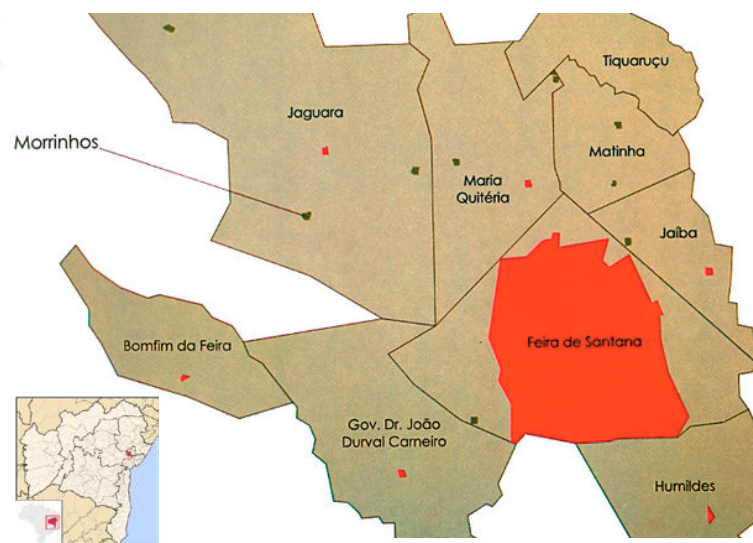 Tiquaruçu
Jaguara
Morrinhos
Matinha
Maria
Quitéria
Jaíba
Bomfim da Feira
Feira de Santana
Gov. Dr. João
Durval Carneiro
Humildes